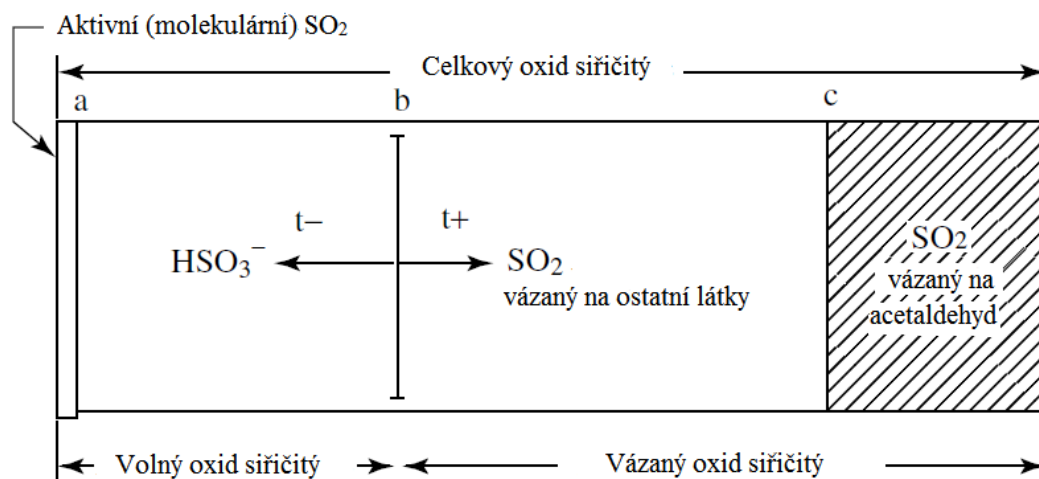 Aktivní (molekulární) SO₂
Celkový oxid siřičitý
a
b
c
t−
t+
HSO₃⁻
SO₂
vázaný na ostatní látky
SO₂
vázaný na
acetaldehyd
Volný oxid siřičitý
Vázaný oxid siřičitý